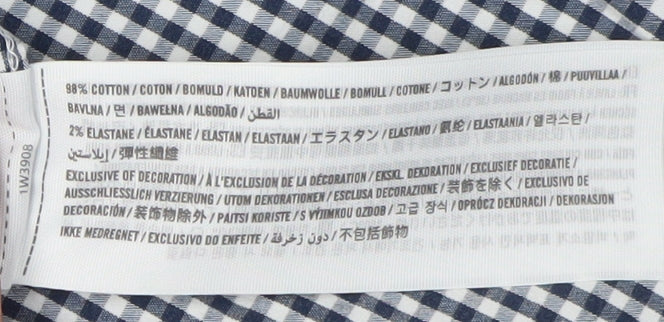 98% COTTON / COTON / BOMULD / KATOEN / BAUMWOLLE / BOMULL / COTONE / コットン / ALGODÓN / 棉 / PUUVILLAA /
BAVLNA / 면 / BAWEŁNA / ALGODÃO / القطن
2% ELASTANE / ÉLASTANE / ELASTAN / ELASTAAN / エラスタン / ELASTANO / 氨纶 / ELASTAANIA / 엘라스탄 /
إيلاستين / 彈性纖維
EXCLUSIVE OF DECORATION / À L'EXCLUSION DE LA DÉCORATION / EKSKL. DEKORATION / EXCLUSIEF DECORATIE /
AUSSCHLIESSLICH VERZIERUNG / UTOM DEKORATIONEN / ESCLUSA DECORAZIONE / 装飾を除く / EXCLUSIVO DE
DECORACIÓN / 装饰物除外 / PAITSI KORISTE / S VÝJIMKOU OZDOB / 고급 장식 / OPRÓCZ DEKORACJI / DEKORASJON
IKKE MEDREGNET / EXCLUSIVO DO ENFEITE / دون زخرفة / 不包括飾物
1W3908